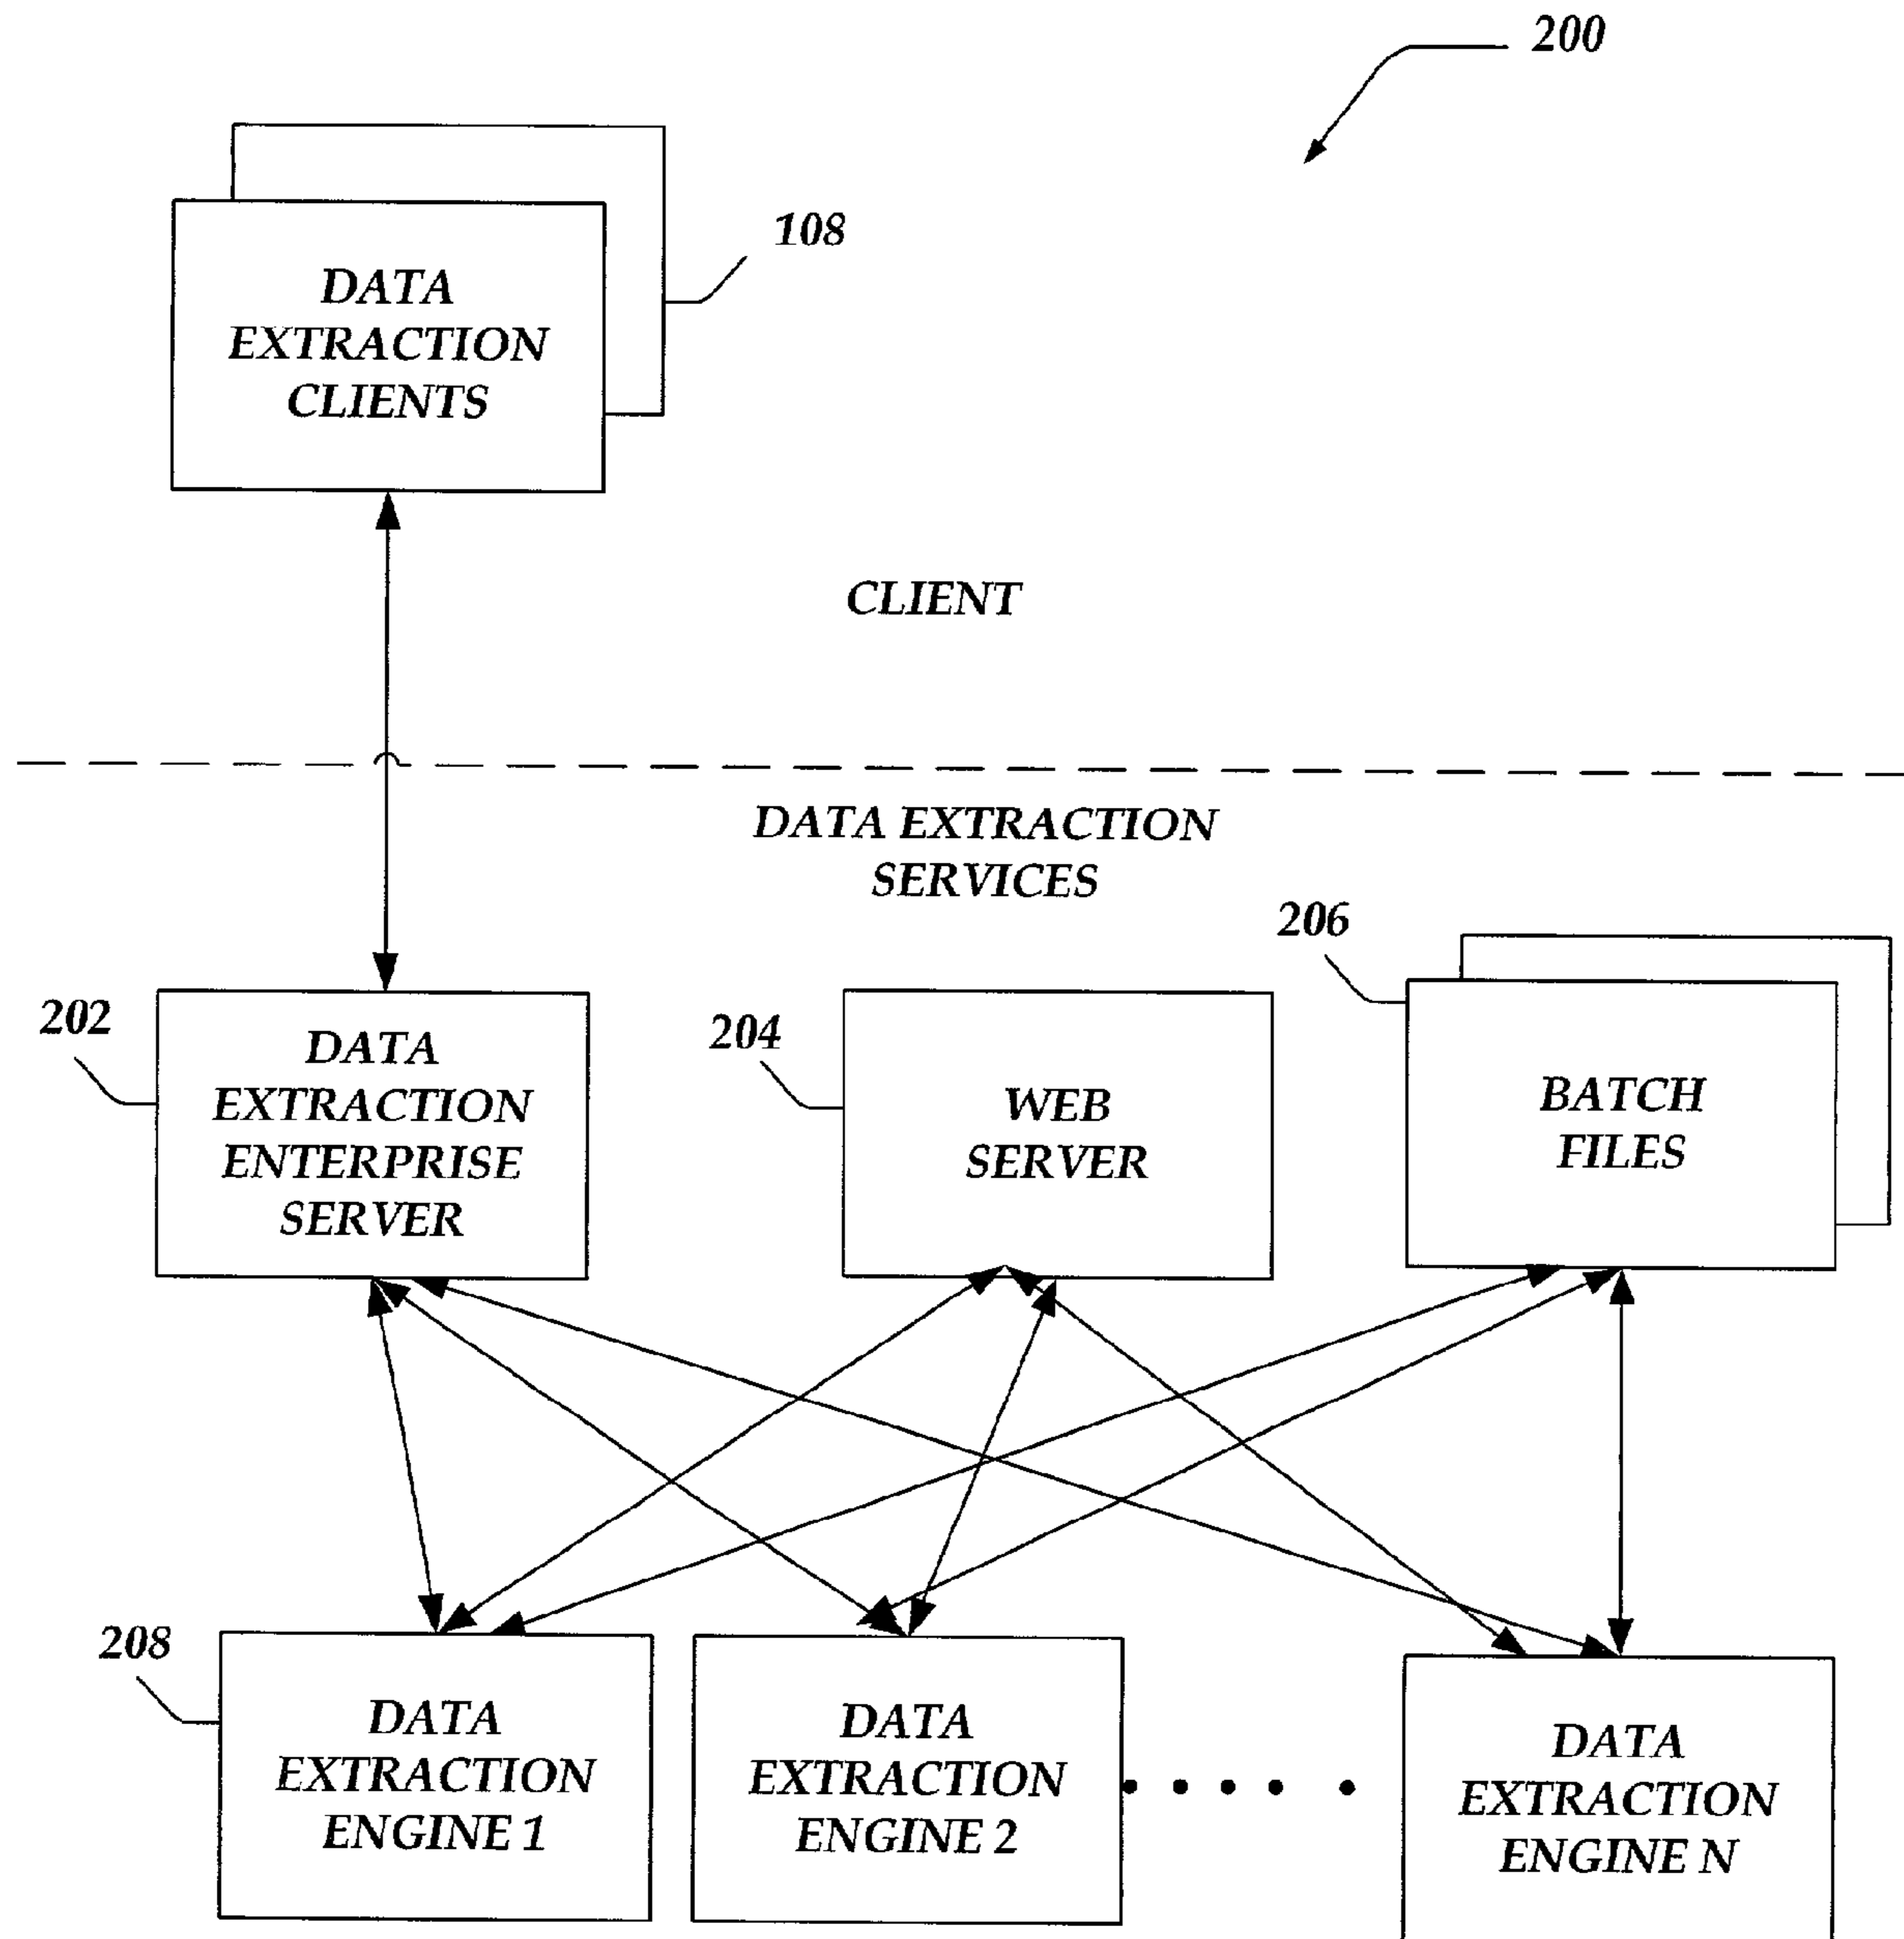 200
108
DATA
EXTRACTION
CLIENTS
CLIENT
DATA EXTRACTION
SERVICES
206
202
DATA
EXTRACTION
ENTERPRISE
SERVER
204
WEB
SERVER
BATCH
FILES
208
DATA
EXTRACTION
ENGINE 1
DATA
EXTRACTION
ENGINE 2
DATA
EXTRACTION
ENGINE N